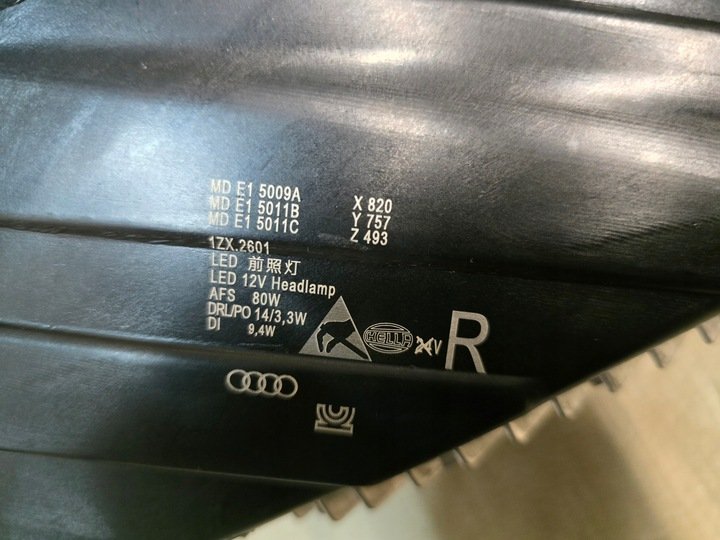 MD E1 5009A X 820
MD E1 5011B Y 757
MD E1 5011C Z 493
1ZX.2601
LED 前照灯
LED 12V Headlamp
AFS 80W
DRL/PO 14/3,3W
DI 9,4W
HELLA 24V R